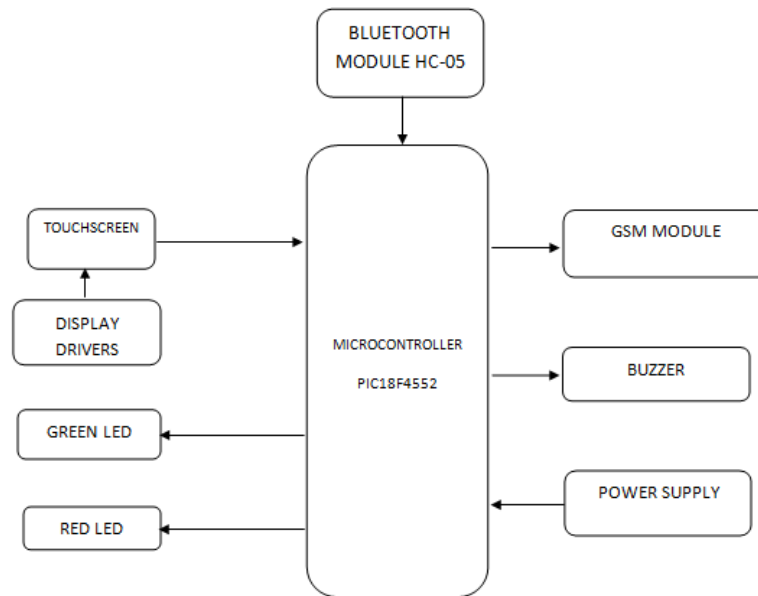 BLUETOOTH
MODULE HC-05
TOUCHSCREEN
GSM MODULE
DISPLAY
DRIVERS
MICROCONTROLLER
PIC18F4552
BUZZER
GREEN LED
POWER SUPPLY
RED LED